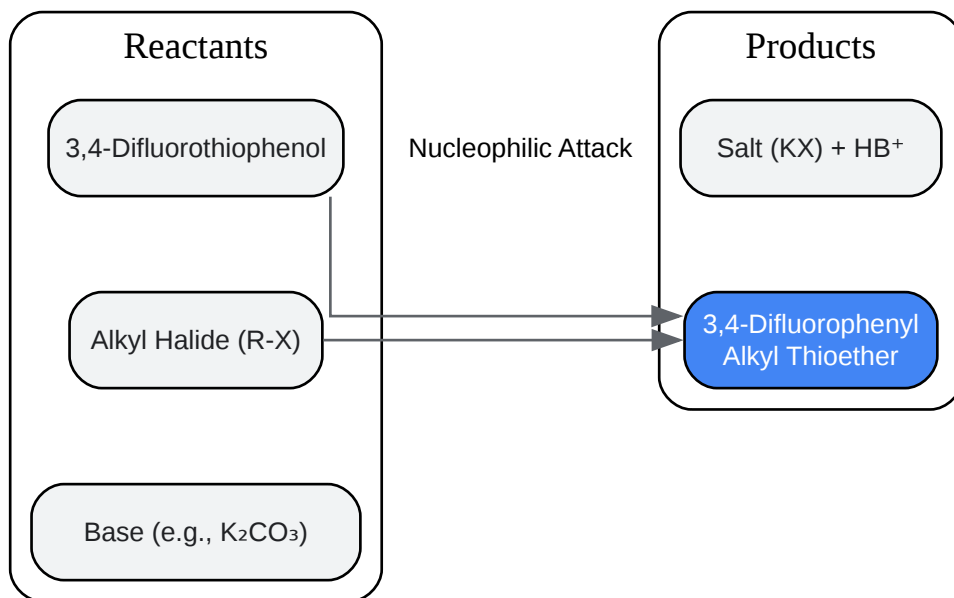 Reactants
3,4-Difluorothiophenol
Alkyl Halide (R-X)
Base (e.g., K₂CO₃)
Nucleophilic Attack
Products
Salt (KX) + HB⁺
3,4-Difluorophenyl
Alkyl Thioether